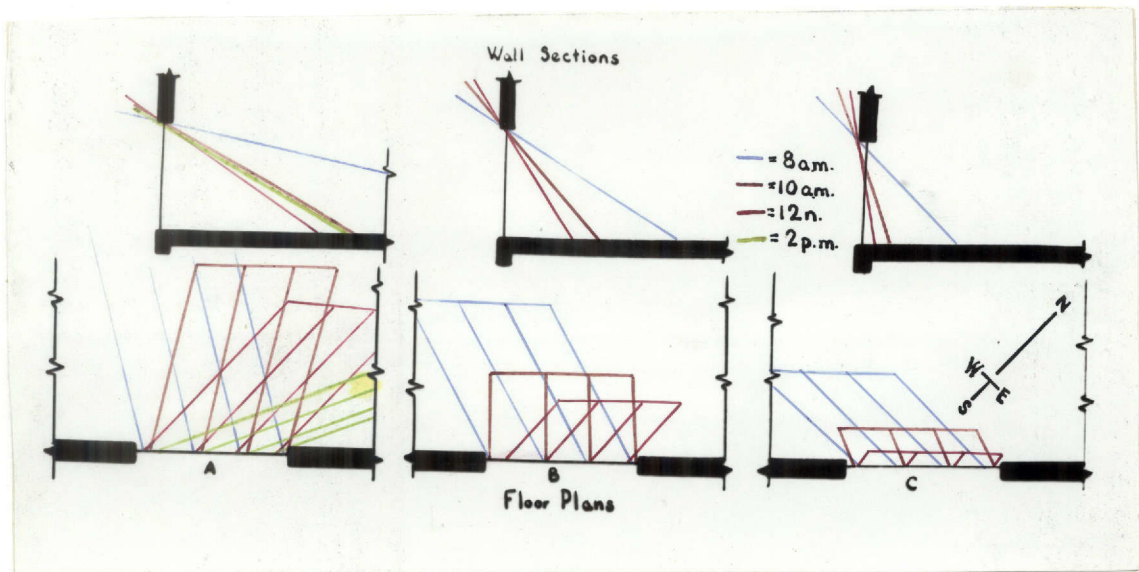 Wall Sections
= 8 a.m.
= 10 a.m.
= 12 n.
= 2 p.m.
N
W
E
S
A
B
C
Floor Plans